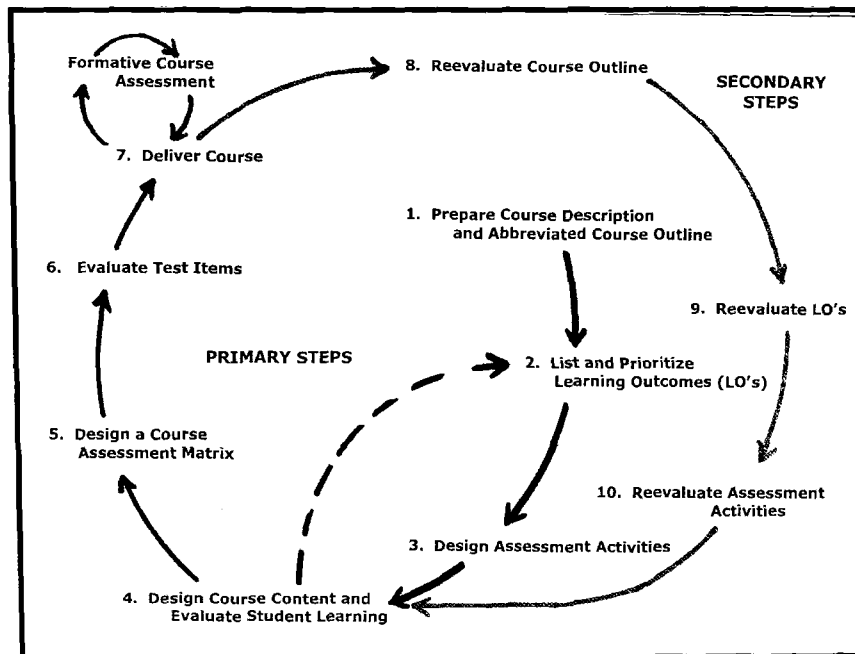 Formative Course
Assessment
8. Reevaluate Course Outline
SECONDARY
STEPS
7. Deliver Course
1. Prepare Course Description
and Abbreviated Course Outline
6. Evaluate Test Items
9. Reevaluate LO's
PRIMARY STEPS
2. List and Prioritize
Learning Outcomes (LO's)
5. Design a Course
Assessment Matrix
10. Reevaluate Assessment
Activities
3. Design Assessment Activities
4. Design Course Content and
Evaluate Student Learning